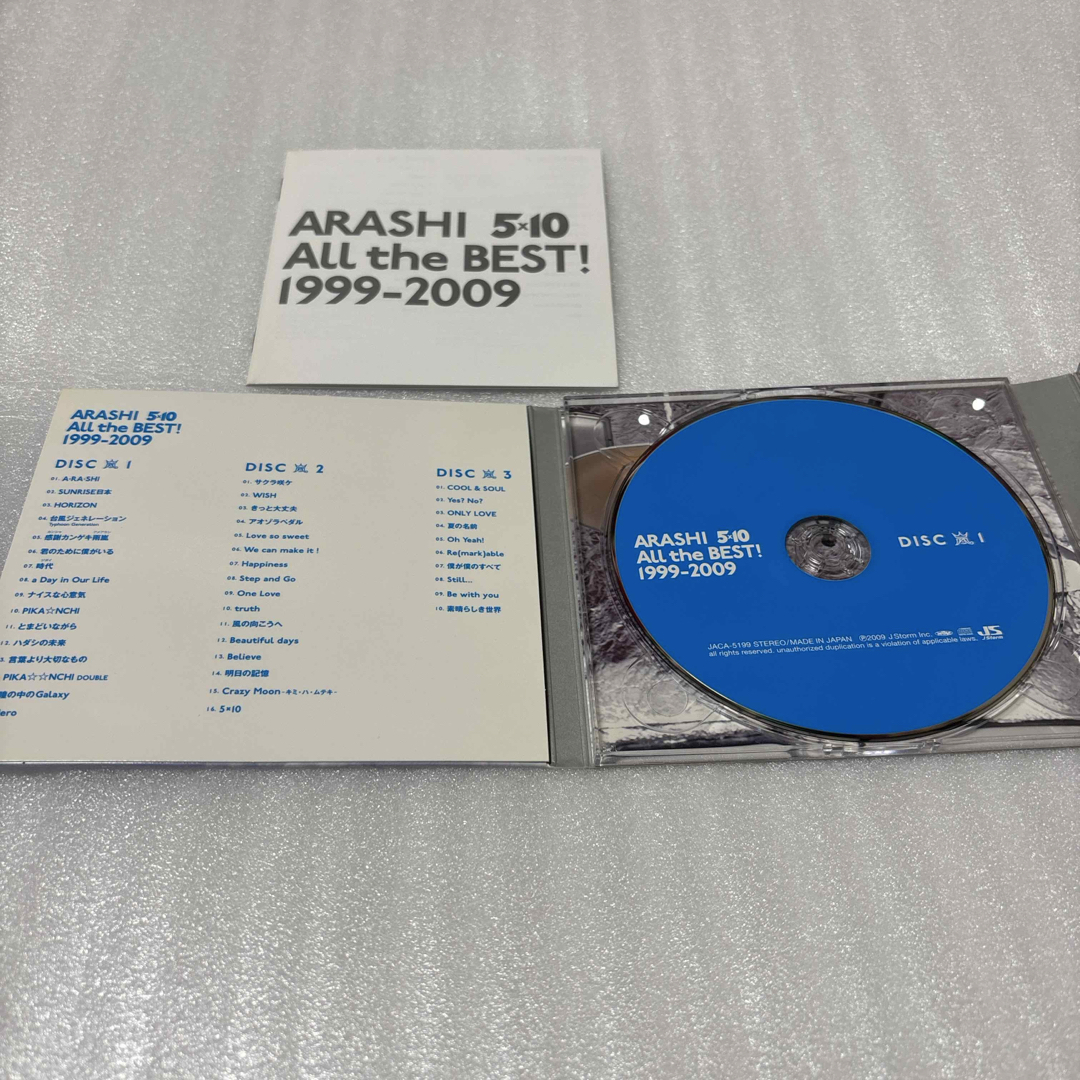 ARASHI 5×10
All the BEST!
1999-2009
ARASHI 5×10
All the BEST!
1999-2009
DISC 1
01. A·RA·SHI
02. SUNRISE日本
03. HORIZON
04. 台風ジェネレーション
Typhoon Generation
05. 感謝カンゲキ雨嵐
06. 君のために僕がいる
07. 時代
08. a Day in Our Life
09. ナイスな心意気
10. PIKA☆NCHI
11. とまどいながら
12. ハダシの未来
3. 言葉より大切なもの
PIKA☆☆NCHI DOUBLE
瞳の中のGalaxy
ero
DISC 2
01. サクラ咲ケ
02. WISH
03. きっと大丈夫
04. アオゾラペダル
05. Love so sweet
06. We can make it!
07. Happiness
08. Step and Go
09. One Love
10. truth
11. 風の向こうへ
12. Beautiful days
13. Believe
14. 明日の記憶
15. Crazy Moon~キミ・ハ・ムテキ~
16. 5×10
DISC 3
01. COOL & SOUL
02. Yes? No?
03. ONLY LOVE
04. 夏の名前
05. Oh Yeah!
06. Re(mark)able
07. 僕が僕のすべて
08. Still...
09. Be with you
10. 素晴らしき世界
ARASHI 5×10
All the BEST!
1999-2009
DISC 1
JACA-5199 STEREO/MADE IN JAPAN ℗2009 J Storm Inc.
all rights reserved. unauthorized duplication is a violation of applicable laws.
JS
J Storm